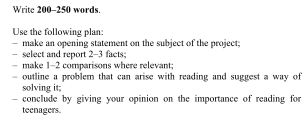 Write 200–250 words.
Use the following plan:
– make an opening statement on the subject of the project;
– select and report 2–3 facts;
– make 1–2 comparisons where relevant;
– outline a problem that can arise with reading and suggest a way of
solving it;
– conclude by giving your opinion on the importance of reading for
teenagers.